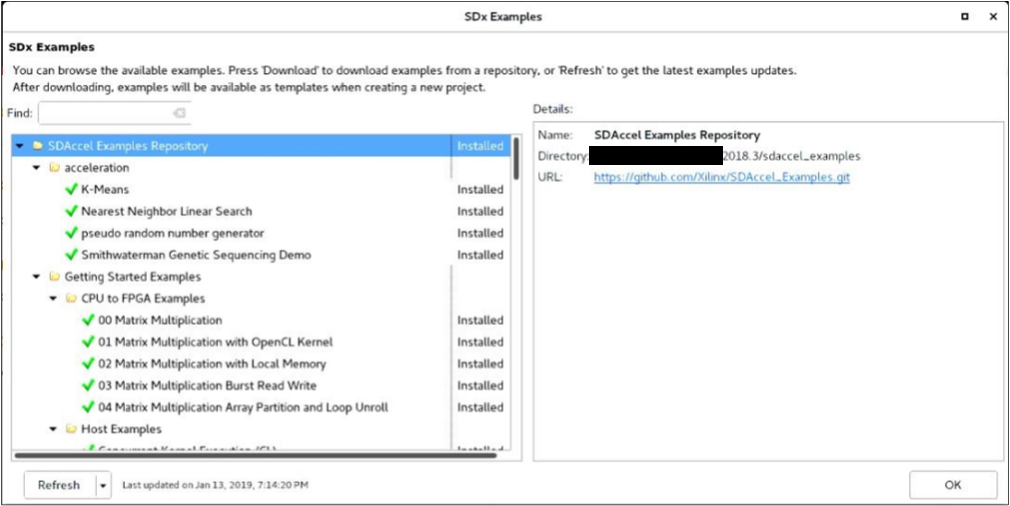 SDx Examples
SDx Examples
You can browse the available examples. Press 'Download' to download examples from a repository, or 'Refresh' to get the latest examples updates.
After downloading, examples will be available as templates when creating a new project.
Find:
SDAccel Examples Repository Installed
acceleration
K-Means Installed
Nearest Neighbor Linear Search Installed
pseudo random number generator Installed
Smithwaterman Genetic Sequencing Demo Installed
Getting Started Examples
CPU to FPGA Examples
00 Matrix Multiplication Installed
01 Matrix Multiplication with OpenCL Kernel Installed
02 Matrix Multiplication with Local Memory Installed
03 Matrix Multiplication Burst Read Write Installed
04 Matrix Multiplication Array Partition and Loop Unroll Installed
Host Examples
Concurrent Kernel Execution (CL) Installed
Details:
Name: SDAccel Examples Repository
Directory: 2018.3/sdaccel_examples
URL: https://github.com/Xilinx/SDAccel_Examples.git
Refresh Last updated on Jan 13, 2019, 7:14:20 PM
OK